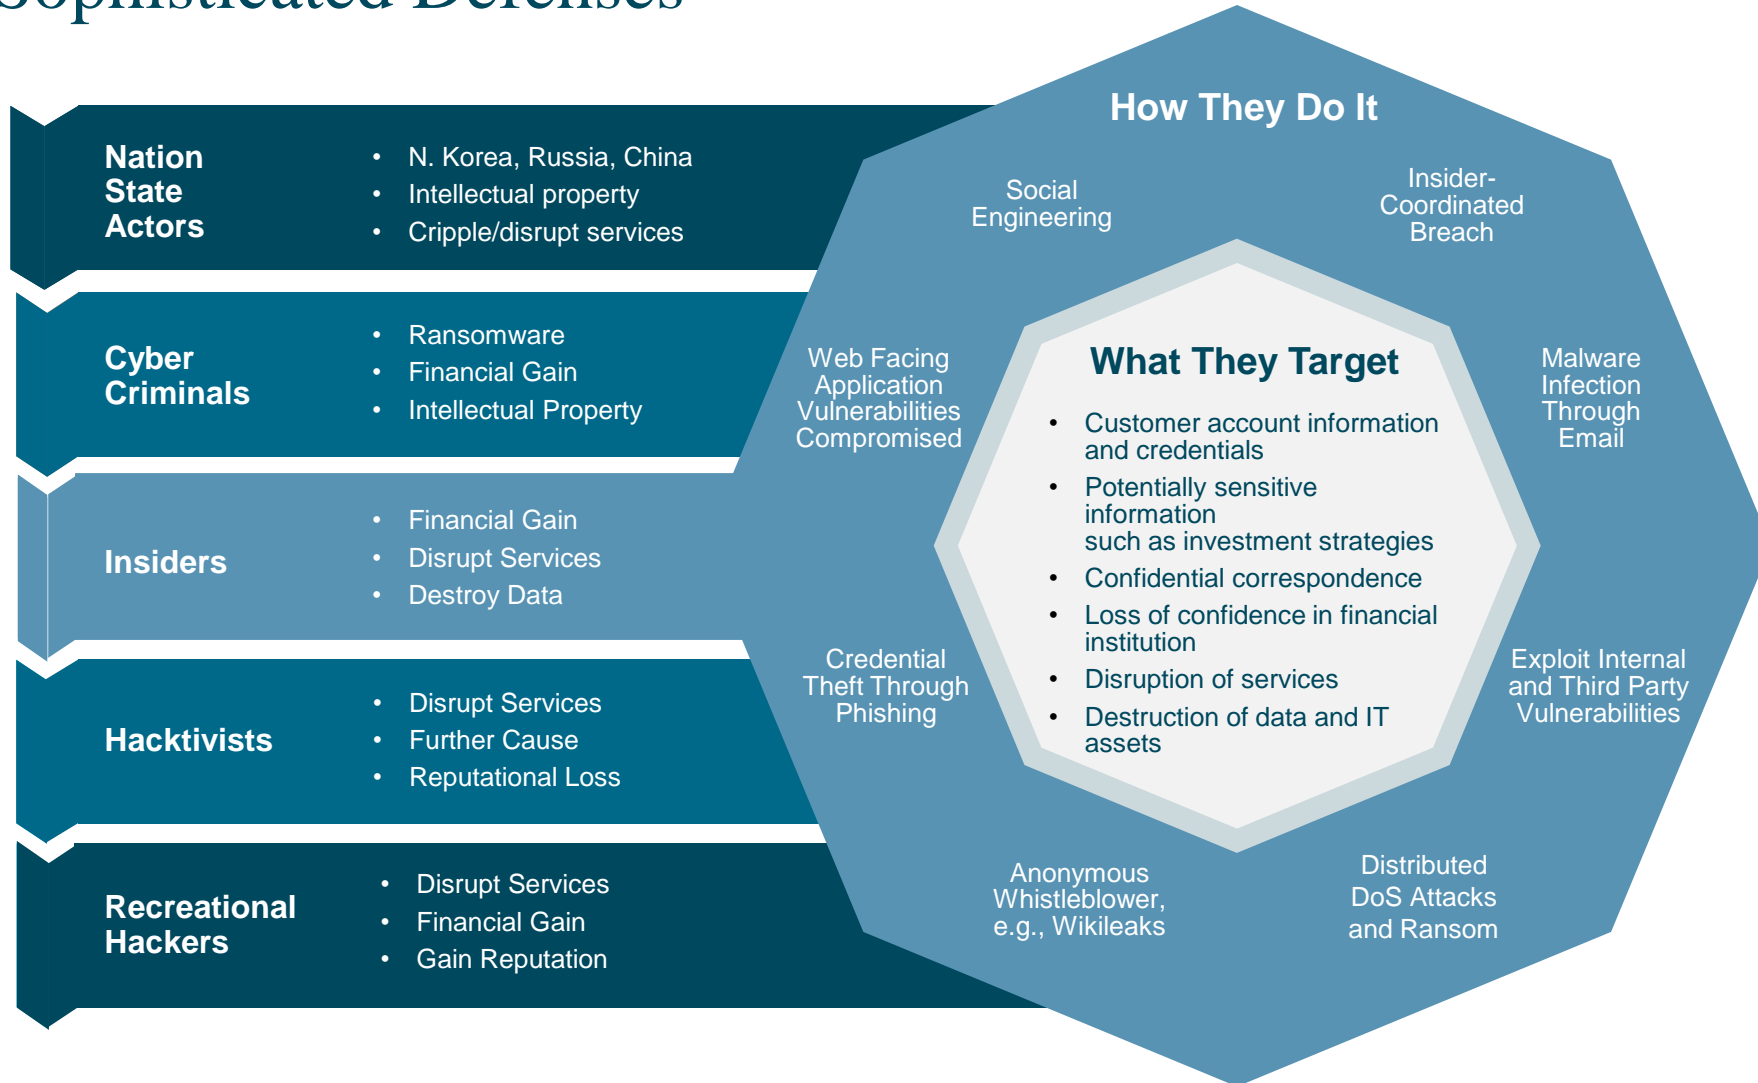 Sophisticated Defenses
Nation
State
Actors
• N. Korea, Russia, China
• Intellectual property
• Cripple/disrupt services
Cyber
Criminals
• Ransomware
• Financial Gain
• Intellectual Property
Insiders
• Financial Gain
• Disrupt Services
• Destroy Data
Hacktivists
• Disrupt Services
• Further Cause
• Reputational Loss
Recreational
Hackers
• Disrupt Services
• Financial Gain
• Gain Reputation
How They Do It
Social
Engineering
Insider-
Coordinated
Breach
Web Facing
Application
Vulnerabilities
Compromised
Malware
Infection
Through
Email
Credential
Theft Through
Phishing
Exploit Internal
and Third Party
Vulnerabilities
Anonymous
Whistleblower,
e.g., Wikileaks
Distributed
DoS Attacks
and Ransom
What They Target
• Customer account information
and credentials
• Potentially sensitive
information
such as investment strategies
• Confidential correspondence
• Loss of confidence in financial
institution
• Disruption of services
• Destruction of data and IT
assets